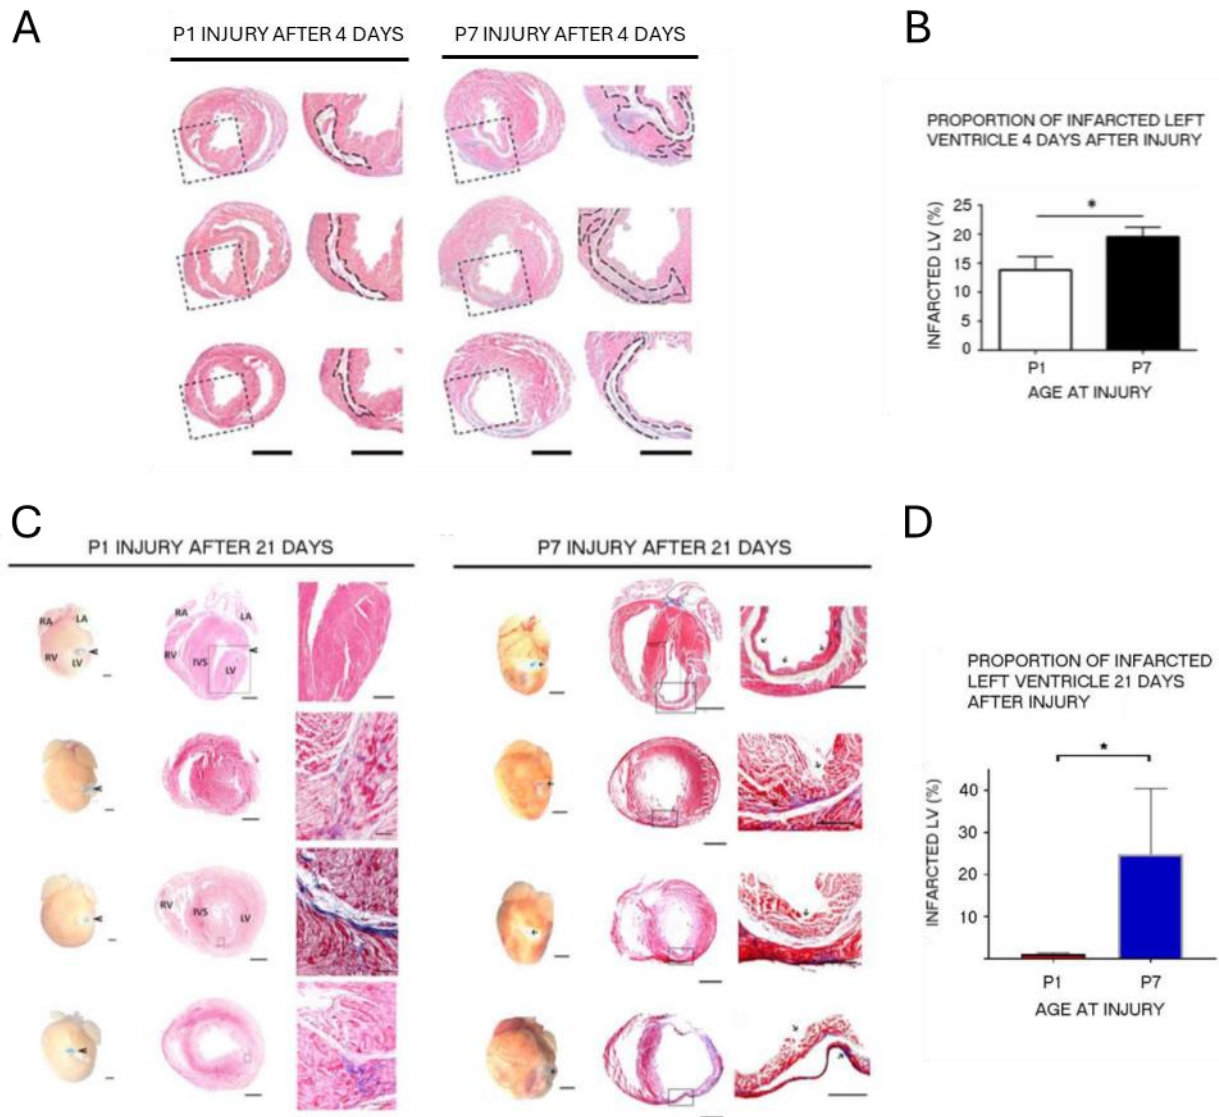 A
P1 INJURY AFTER 4 DAYS
P7 INJURY AFTER 4 DAYS
B
PROPORTION OF INFARCTED LEFT
VENTRICLE 4 DAYS AFTER INJURY
INFARCTED LV (%)
25
20
15
10
5
0
*
P1
P7
AGE AT INJURY
C
P1 INJURY AFTER 21 DAYS
RA
LA
RV
LV
RA
LA
RV
IVS
LV
RV
IVS
LV
P7 INJURY AFTER 21 DAYS
D
PROPORTION OF INFARCTED
LEFT VENTRICLE 21 DAYS
AFTER INJURY
INFARCTED LV (%)
40
30
20
10
*
P1
P7
AGE AT INJURY